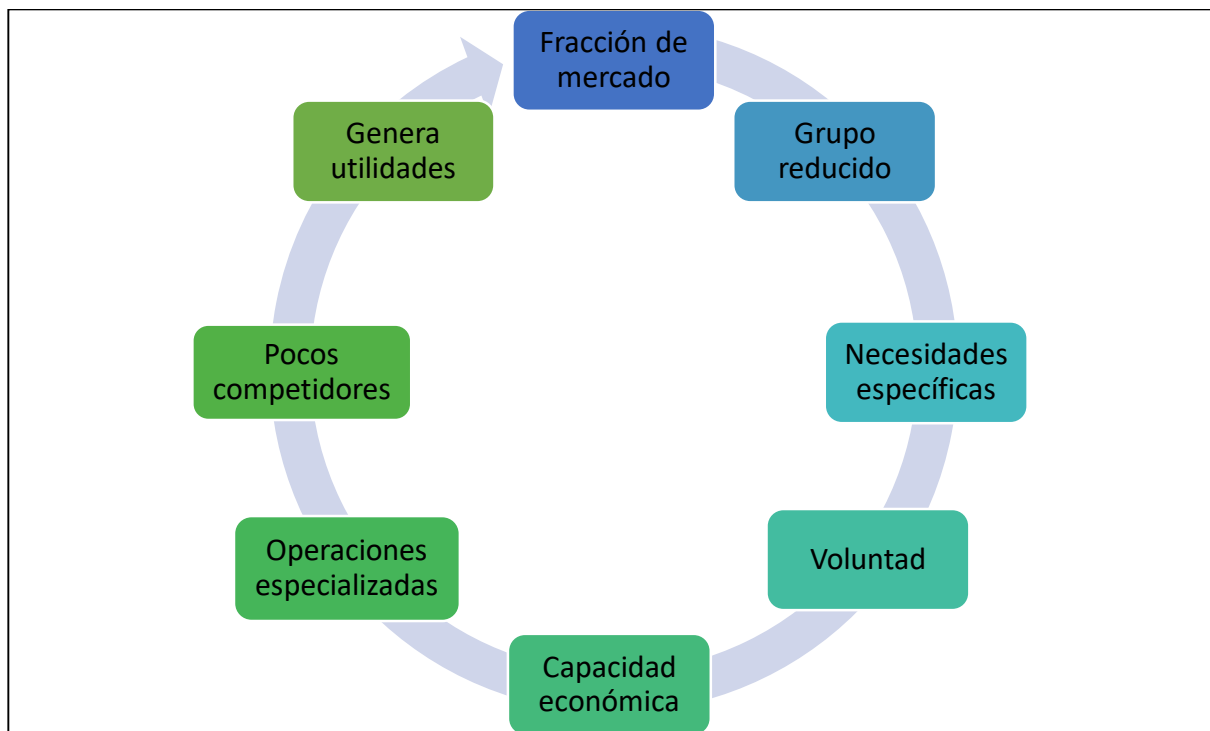 Fracción de
mercado
Grupo
reducido
Necesidades
específicas
Voluntad
Capacidad
económica
Operaciones
especializadas
Pocos
competidores
Genera
utilidades